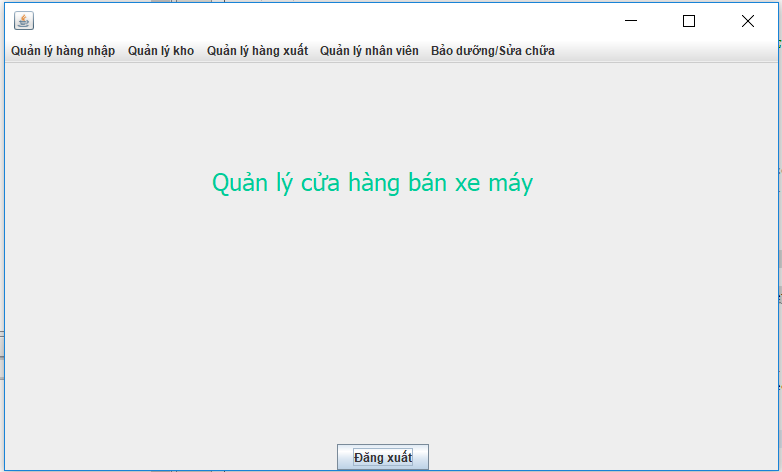 Quản lý hàng nhập Quản lý kho Quản lý hàng xuất Quản lý nhân viên Bảo dưỡng/Sửa chữa
Quản lý cửa hàng bán xe máy
Đăng xuất